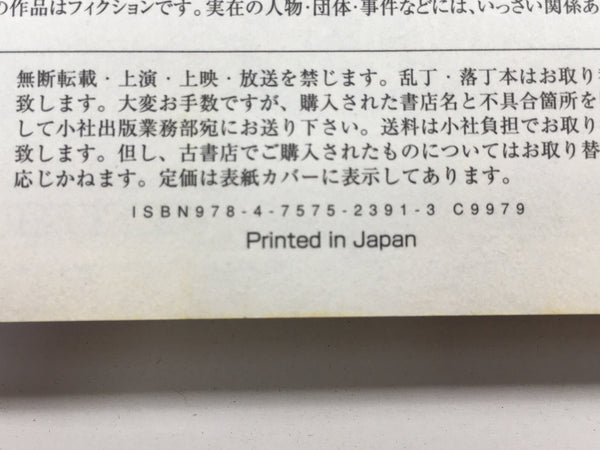 の作品はフィクションです。実在の人物・団体・事件などには、いっさい関係あ
無断転載・上演・上映・放送を禁じます。乱丁・落丁本はお取り
致します。大変お手数ですが、購入された書店名と不具合箇所を
して小社出版業務部宛にお送り下さい。送料は小社負担でお取り
致します。但し、古書店でご購入されたものについてはお取り替
応じかねます。定価は表紙カバーに表示してあります。
ISBN978-4-7575-2391-3 C9979
Printed in Japan